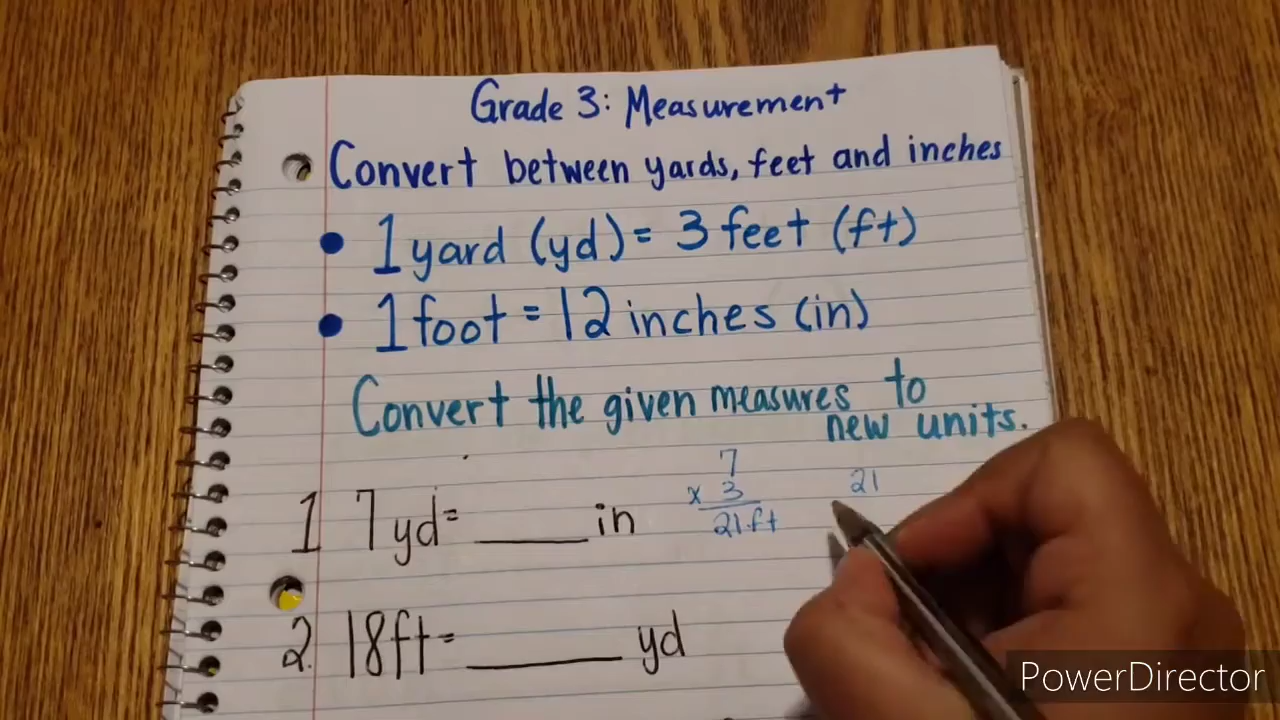 Grade 3: Measurement
Convert between yards, feet and inches
• 1 yard (yd) = 3 feet (ft)
• 1 foot = 12 inches (in)
Convert the given measures to
new units.
1 7 yd = ____ in
7
x 3
21 ft
21
2. 18 ft = ____ yd
PowerDirector